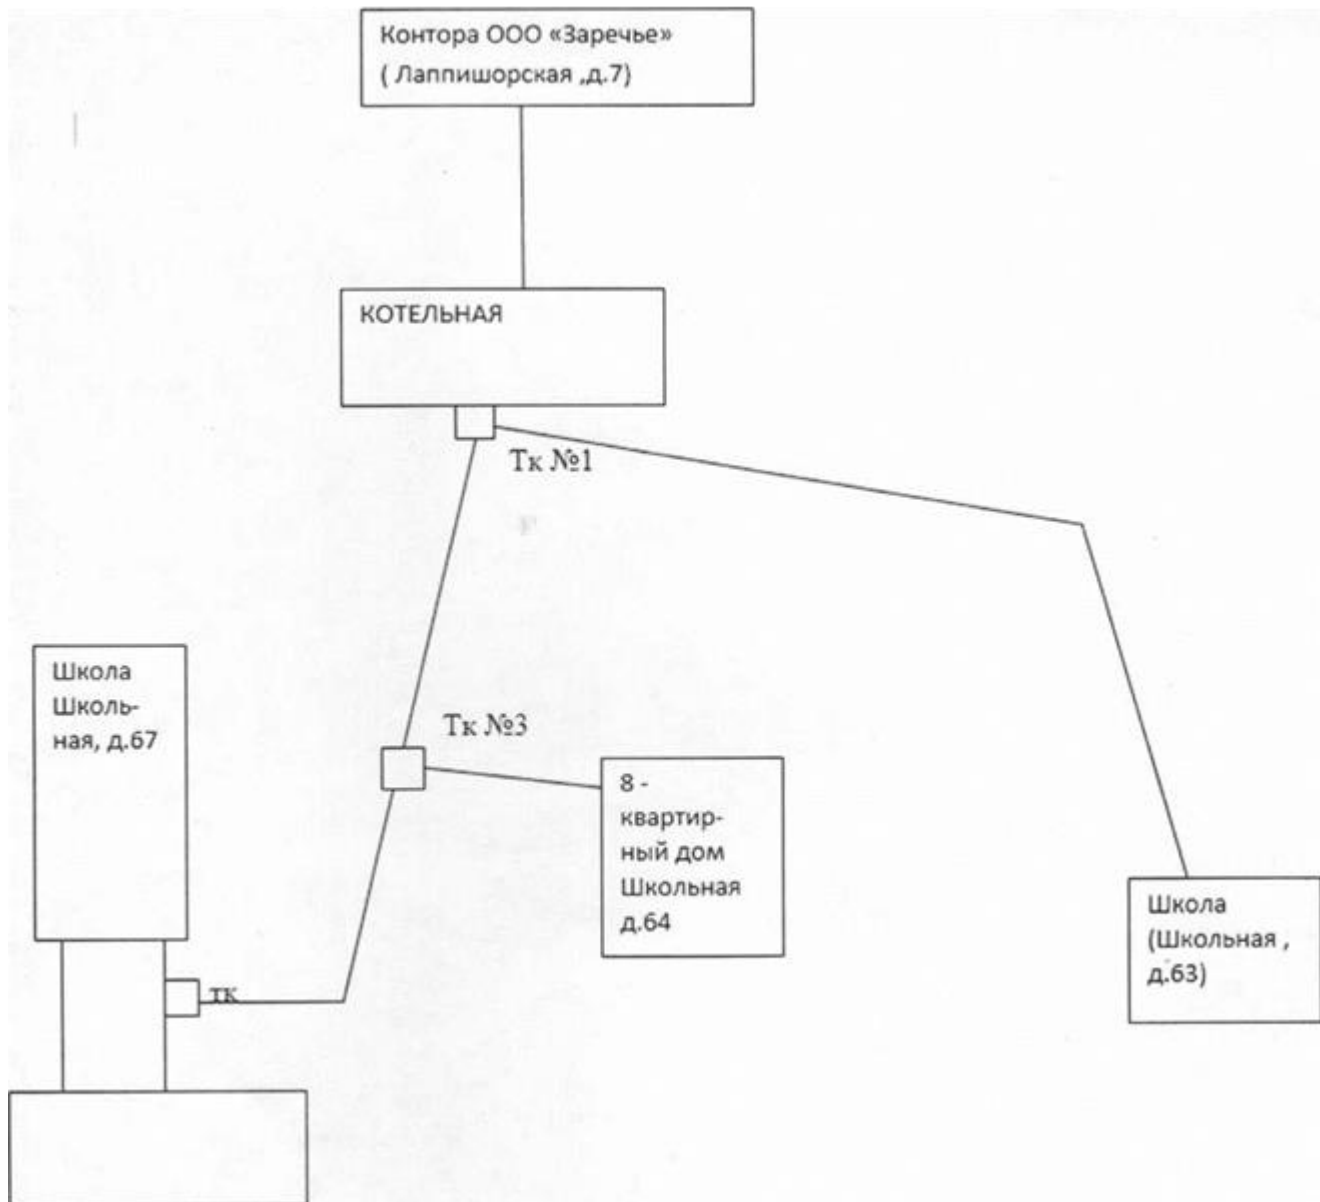 Контора ООО «Заречье»
( Лаппишорская ,д.7)
КОТЕЛЬНАЯ
Тк №1
Школа
Школь-
ная, д.67
Тк №3
8 -
квартир-
ный дом
Школьная
д.64
Школа
(Школьная ,
д.63)
тк